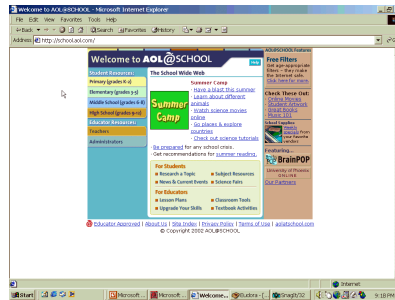 Welcome to AOL@SCHOOL - Microsoft Internet Explorer
File Edit View Favorites Tools Help
Back Search Favorites History
Address http://school.aol.com/
Welcome to AOL@SCHOOL
Help
Student Resources:
Primary (grades K-2)
Elementary (grades 3-5)
Middle School (grades 6-8)
High School (grades 9-12)
Educator Resources:
Teachers
Administrators
The School Wide Web
Summer Camp
Summer Camp
- Have a blast this summer
- Learn about different
animals
- Watch science movies
online
- Go places & explore
countries
- Check out science tutorials
Be prepared for any school crises.
Get recommendations for summer reading.
For Students
Research a Topic Subject Resources
News & Current Events Science Fairs
For Educators
Lesson Plans Classroom Tools
Upgrade Your Skills Textbook Activities
AOL@SCHOOL Features
Free Filters
Get age-appropriate
filters - they make
the Internet safe.
Click here for more
Check These Out:
Online Movies
Student Artwork
Great Books
Music 101
School Supplies
specials from
your favorite
vendors
Featuring...
BrainPOP
University of Phoenix
ONLINE
Our Partners
Educator Approved | About Us | Site Index | Privacy Policy | Terms of Use | aolatschool.com
© Copyright 2002 AOL@SCHOOL
Internet
Start Microsoft ... Microsoft ... Welcome... Eudora - [... SnagIt/32 9:18 PM